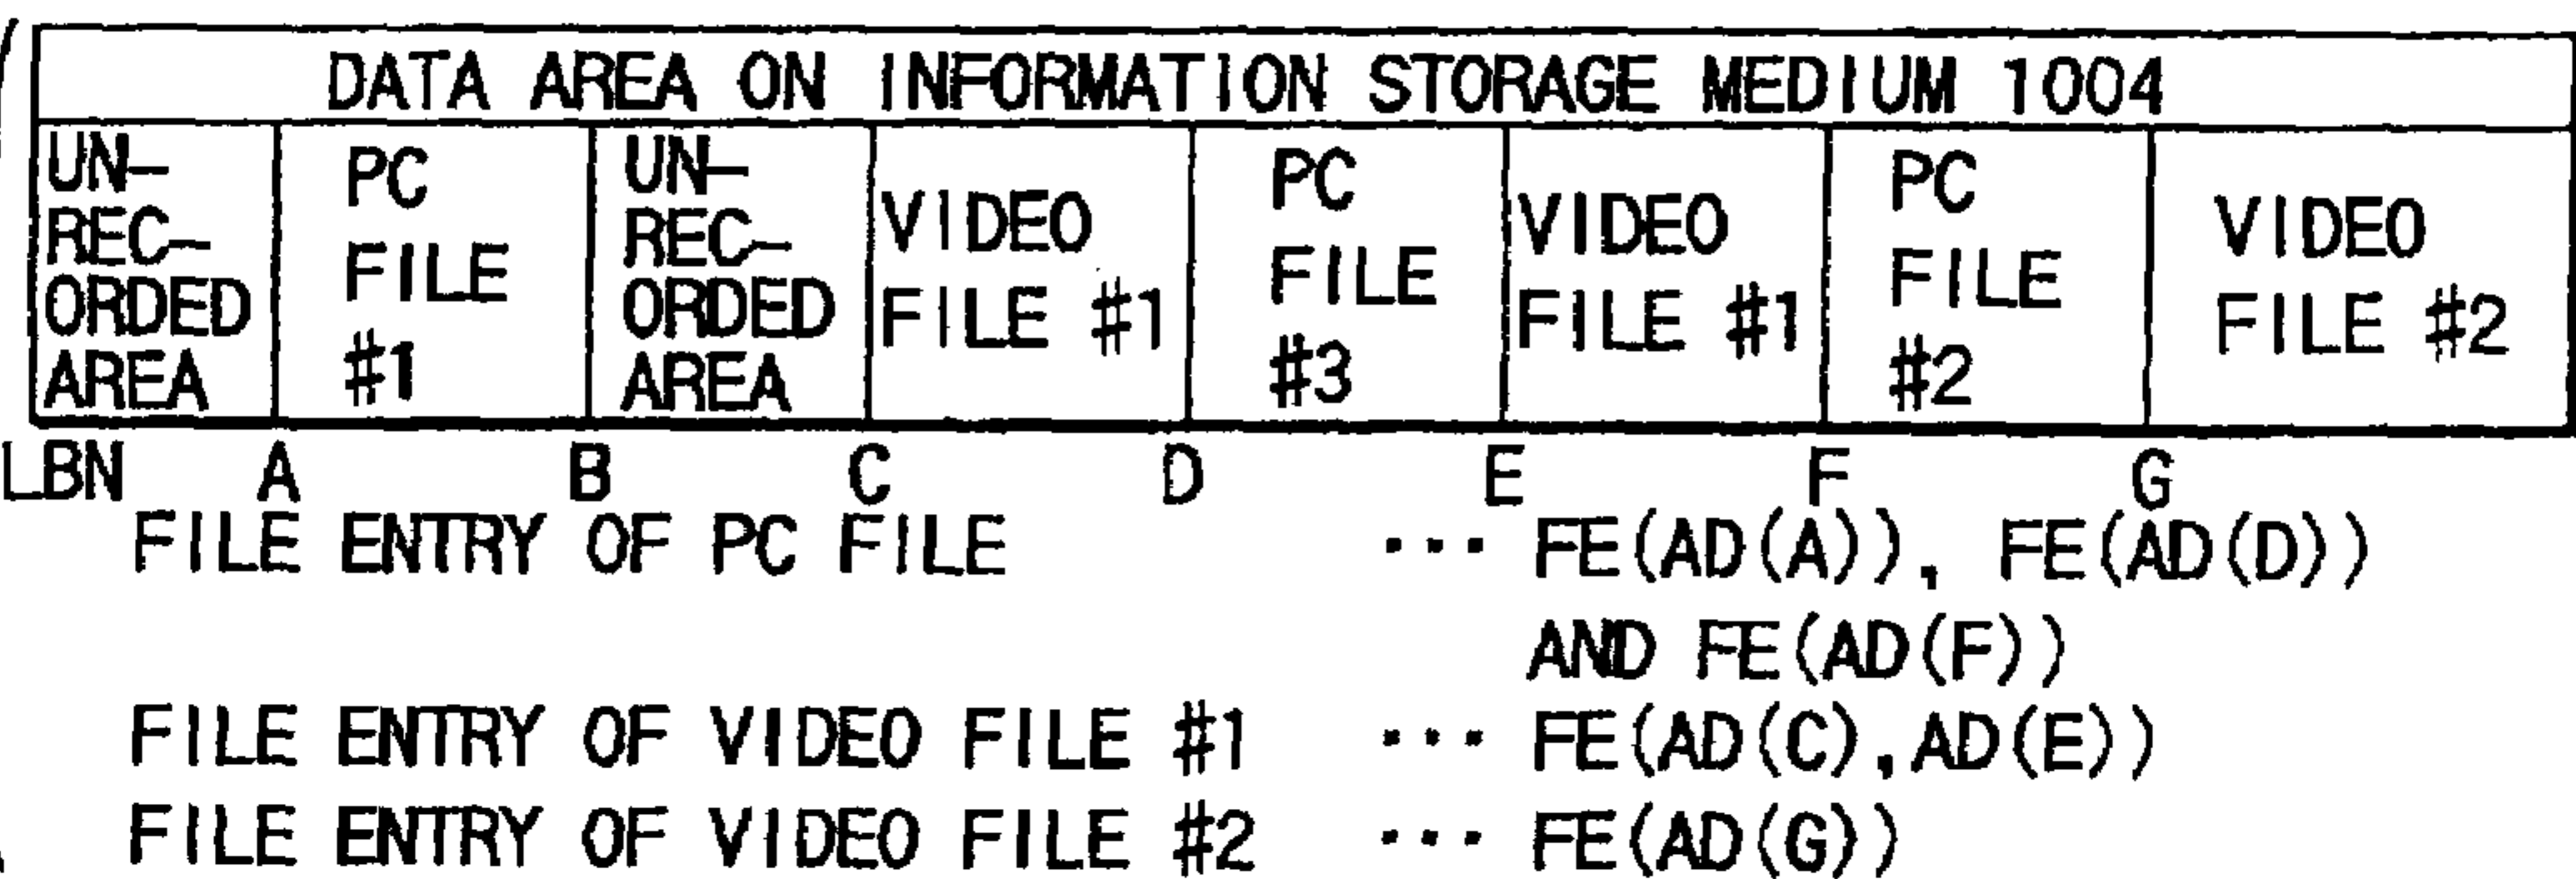 DATA AREA ON INFORMATION STORAGE MEDIUM 1004
UN-
REC-
ORDED
AREA
PC
FILE
#1
UN-
REC-
ORDED
AREA
VIDEO
FILE #1
PC
FILE
#3
VIDEO
FILE #1
PC
FILE
#2
VIDEO
FILE #2
LBN A B C D E F G
FILE ENTRY OF PC FILE ··· FE(AD(A)), FE(AD(D))
AND FE(AD(F))
FILE ENTRY OF VIDEO FILE #1 ··· FE(AD(C),AD(E))
FILE ENTRY OF VIDEO FILE #2 ··· FE(AD(G))